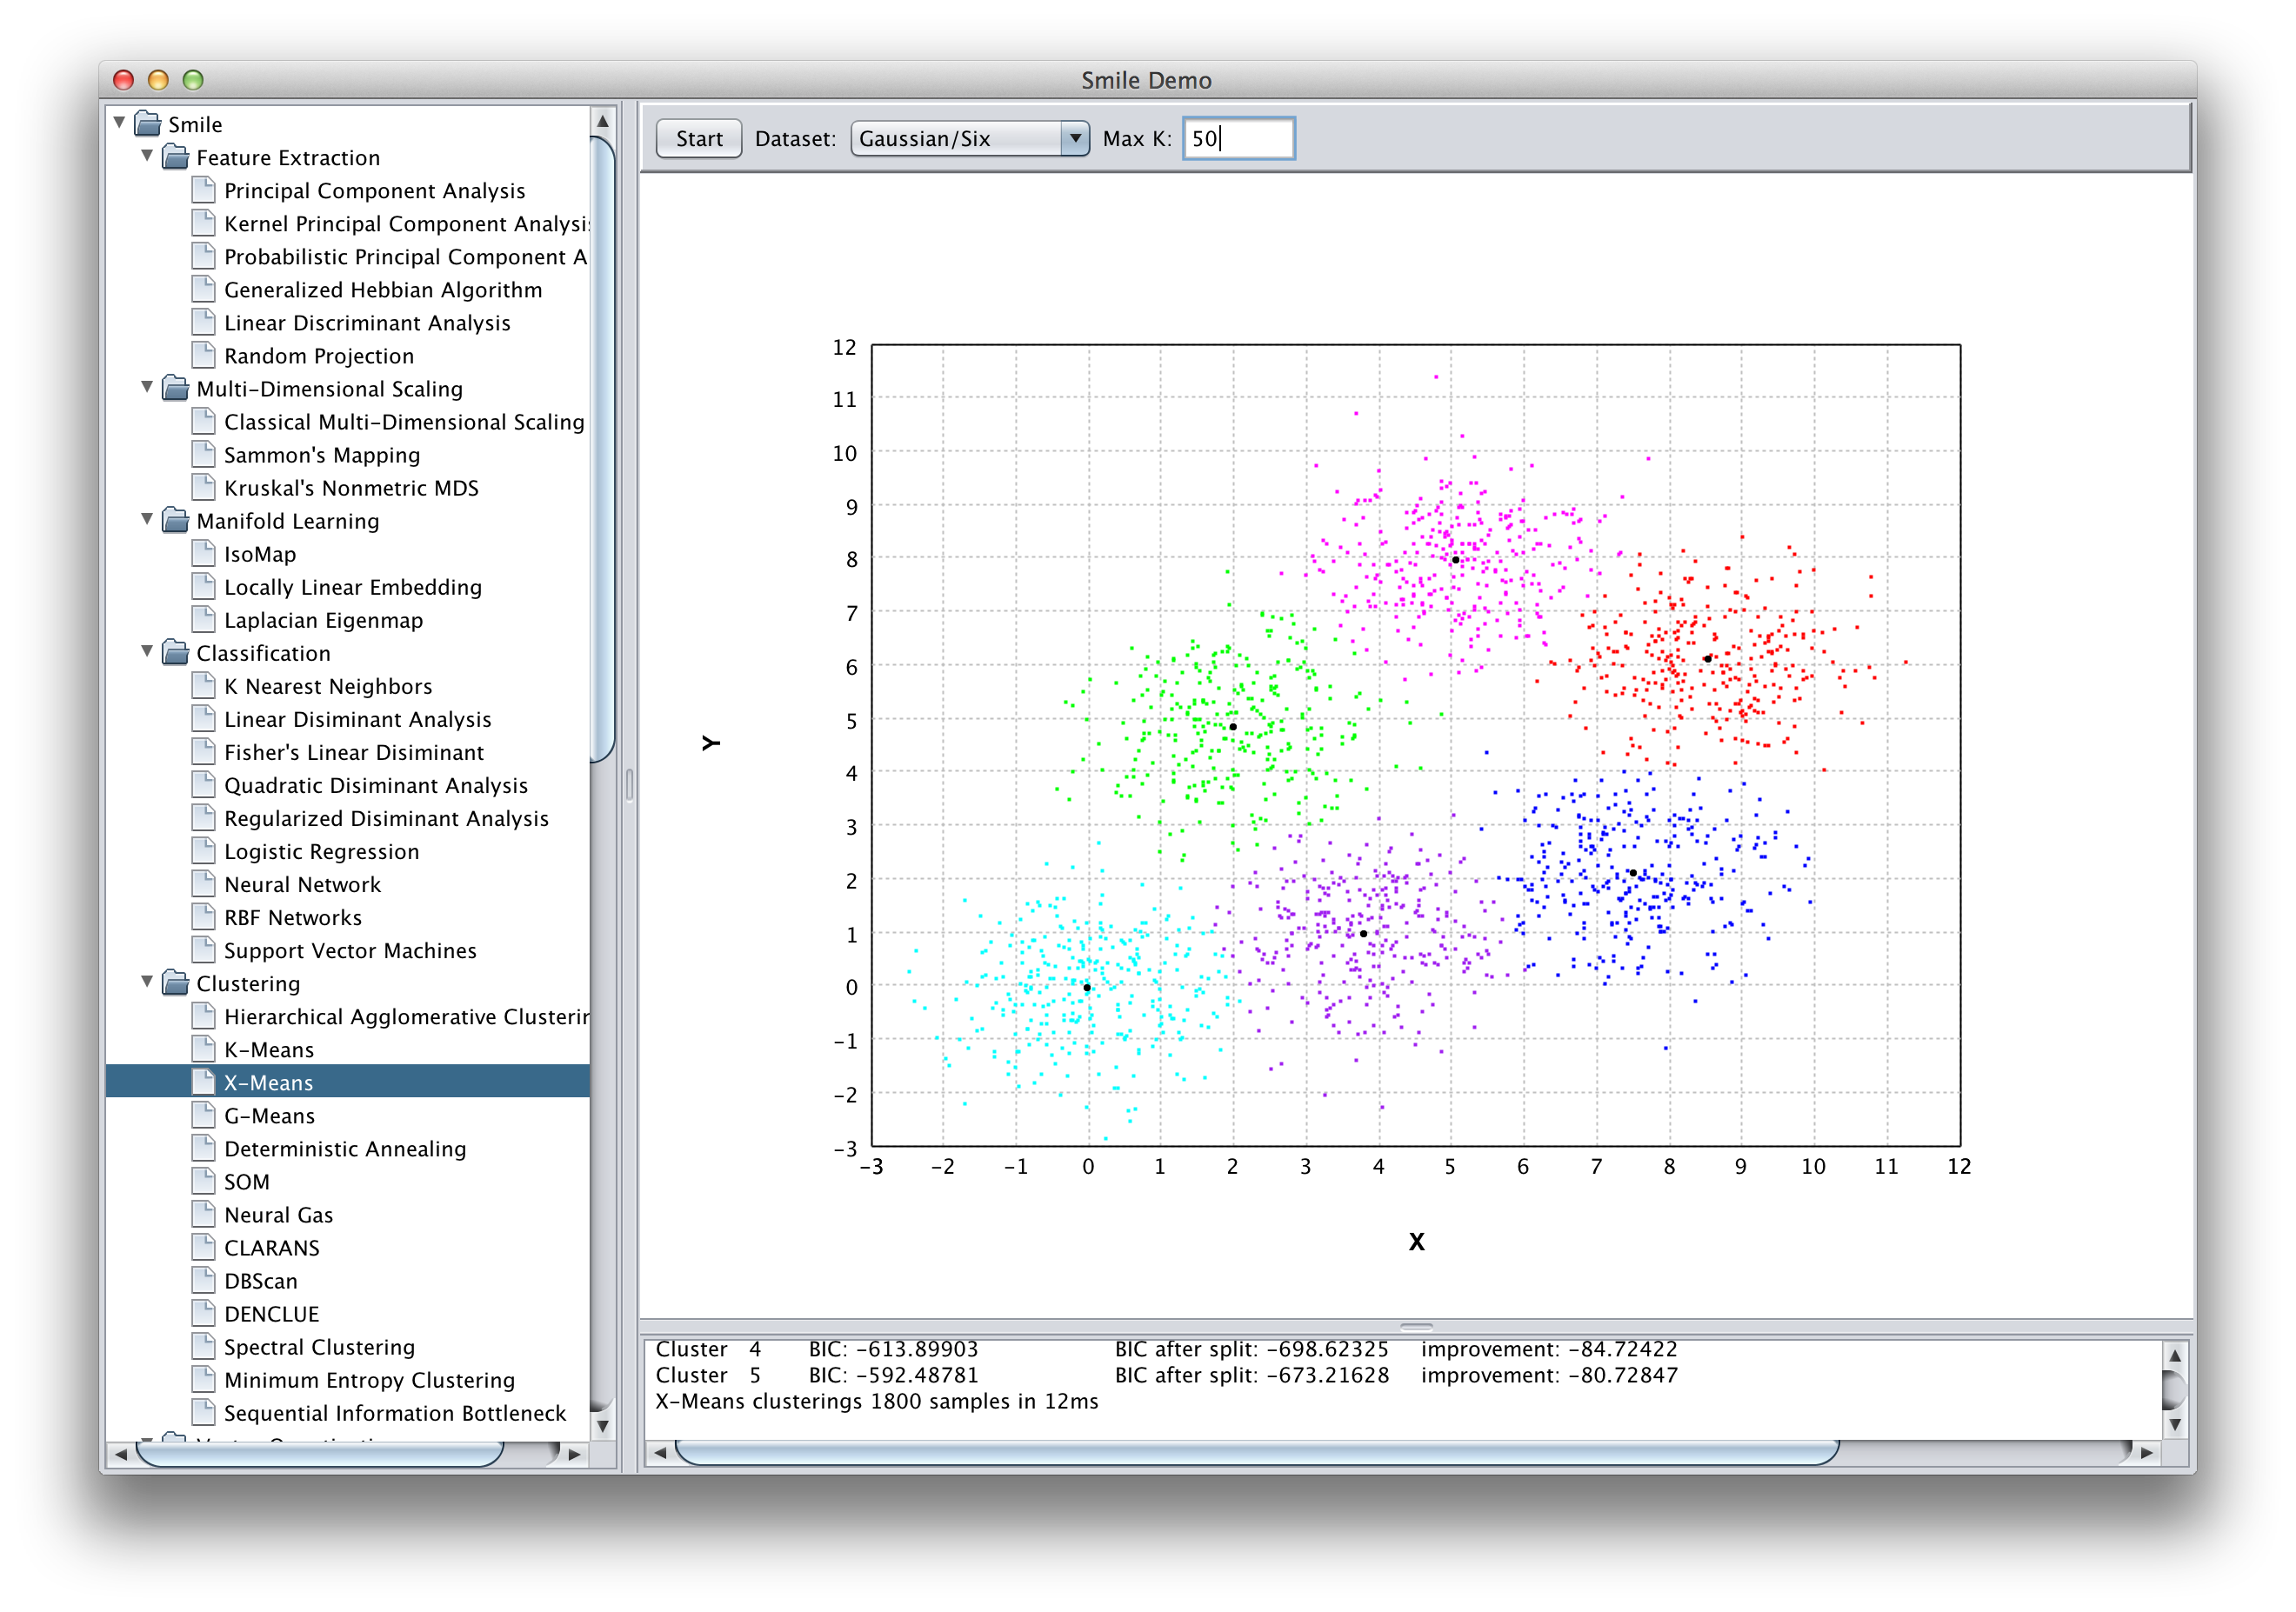 Smile Demo
Smile
Feature Extraction
Principal Component Analysis
Kernel Principal Component Analysis
Probabilistic Principal Component A
Generalized Hebbian Algorithm
Linear Discriminant Analysis
Random Projection
Multi-Dimensional Scaling
Classical Multi-Dimensional Scaling
Sammon's Mapping
Kruskal's Nonmetric MDS
Manifold Learning
IsoMap
Locally Linear Embedding
Laplacian Eigenmap
Classification
K Nearest Neighbors
Linear Disiminant Analysis
Fisher's Linear Disiminant
Quadratic Disiminant Analysis
Regularized Disiminant Analysis
Logistic Regression
Neural Network
RBF Networks
Support Vector Machines
Clustering
Hierarchical Agglomerative Clusterin
K-Means
X-Means
G-Means
Deterministic Annealing
SOM
Neural Gas
CLARANS
DBScan
DENCLUE
Spectral Clustering
Minimum Entropy Clustering
Sequential Information Bottleneck
Start Dataset: Gaussian/Six Max K: 50
12
11
10
9
8
7
6
5
4
3
2
1
0
-1
-2
-3
Y
-3 -2 -1 0 1 2 3 4 5 6 7 8 9 10 11 12
X
Cluster 4 BIC: -613.89903 BIC after split: -698.62325 improvement: -84.72422
Cluster 5 BIC: -592.48781 BIC after split: -673.21628 improvement: -80.72847
X-Means clusterings 1800 samples in 12ms